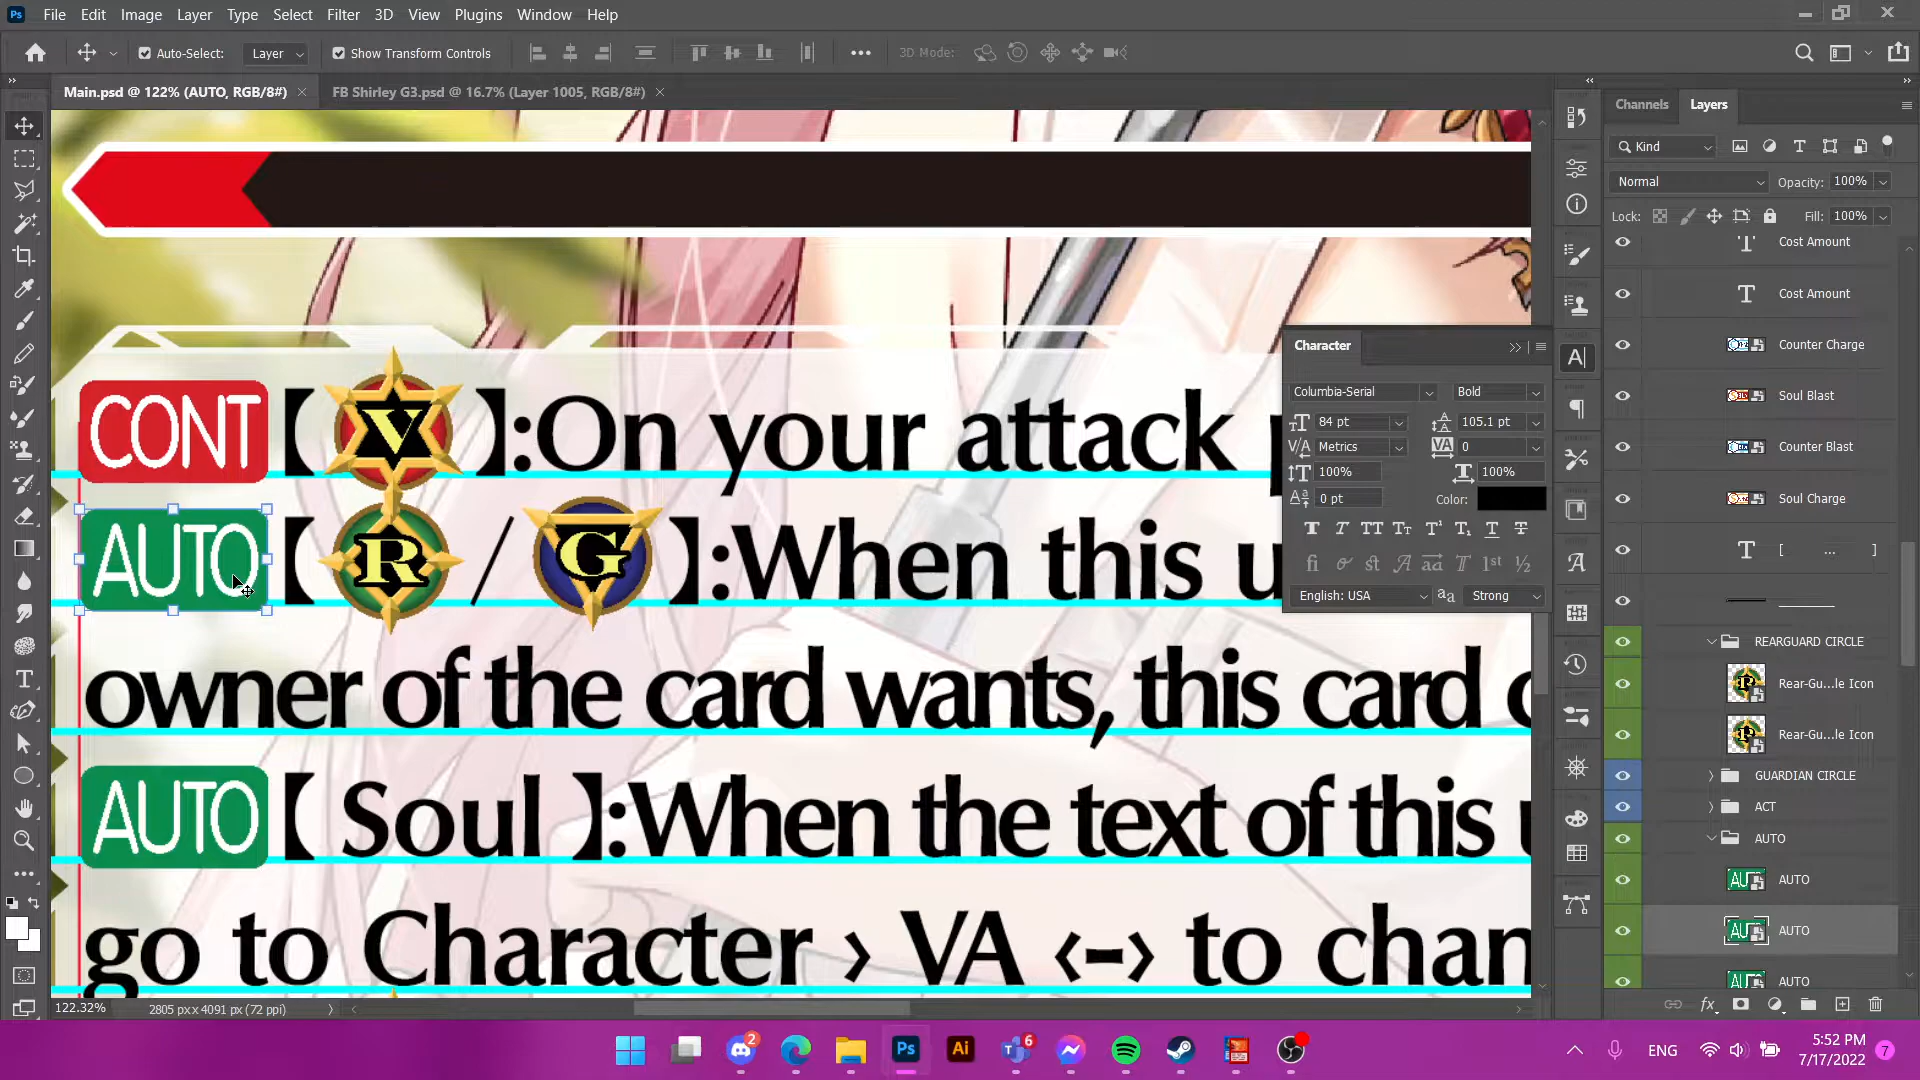 Ps File Edit Image Layer Type Select Filter 3D View Plugins Window Help
Auto-Select: Layer Show Transform Controls 3D Mode:
Main.psd @ 122% (AUTO, RGB/8#) FB Shirley G3.psd @ 16.7% (Layer 1005, RGB/8#)
Channels Layers
Kind
Normal Opacity: 100%
Lock: Fill: 100%
Cost Amount
Cost Amount
Counter Charge
Soul Blast
Counter Blast
Soul Charge
[ ... ]
REARGUARD CIRCLE
Rear-Gu...le Icon
Rear-Gu...le Icon
GUARDIAN CIRCLE
ACT
AUTO
AUTO
AUTO
AUTO
Character
Columbia-Serial Bold
84 pt 105.1 pt
Metrics 0
100% 100%
0 pt Color:
English: USA Strong
CONT【 V 】:On your attack
AUTO【 R / G 】:When this u
owner of the card wants, this card
AUTO【 Soul 】:When the text of this
go to Character › VA ‹-› to chan
122.32% 2805 px x 4091 px (72 ppi)
2 Ps Ai 6
ENG 5:52 PM
7/17/2022 7